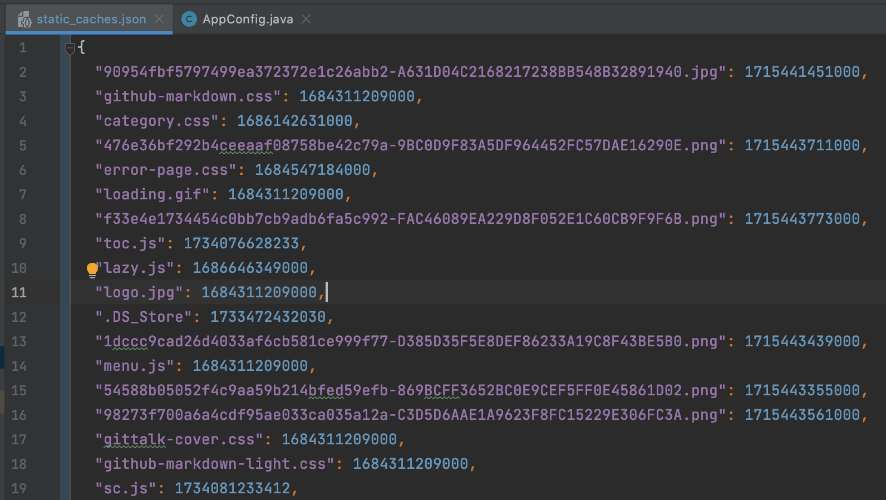 static_caches.json AppConfig.java
1 {
2 "90954fbf5797499ea372372e1c26abb2-A631D04C2168217238BB548B32891940.jpg": 1715441451000,
3 "github-markdown.css": 1684311209000,
4 "category.css": 1686142631000,
5 "476e36bf292b4ceeaaf08758be42c79a-9BC0D9F83A5DF964452FC57DAE16290E.png": 1715443711000,
6 "error-page.css": 1684547184000,
7 "loading.gif": 1684311209000,
8 "f33e4e1734454c0bb7cb9adb6fa5c992-FAC46089EA229D8F052E1C60CB9F9F6B.png": 1715443773000,
9 "toc.js": 1734076628233,
10 "lazy.js": 1686646349000,
11 "logo.jpg": 1684311209000,
12 ".DS_Store": 1733472432030,
13 "1dccc9cad26d4033af6cb581ce999f77-D385D35F5E8DEF86233A19C8F43BE5B0.png": 1715443439000,
14 "menu.js": 1684311209000,
15 "54588b05052f4c9aa59b214bfed59efb-869BCFF3652BC0E9CEF5FF0E45861D02.png": 1715443355000,
16 "98273f700a6a4cdf95ae033ca035a12a-C3D5D6AAE1A9623F8FC15229E306FC3A.png": 1715443561000,
17 "gittalk-cover.css": 1684311209000,
18 "github-markdown-light.css": 1684311209000,
19 "sc.js": 1734081233412,